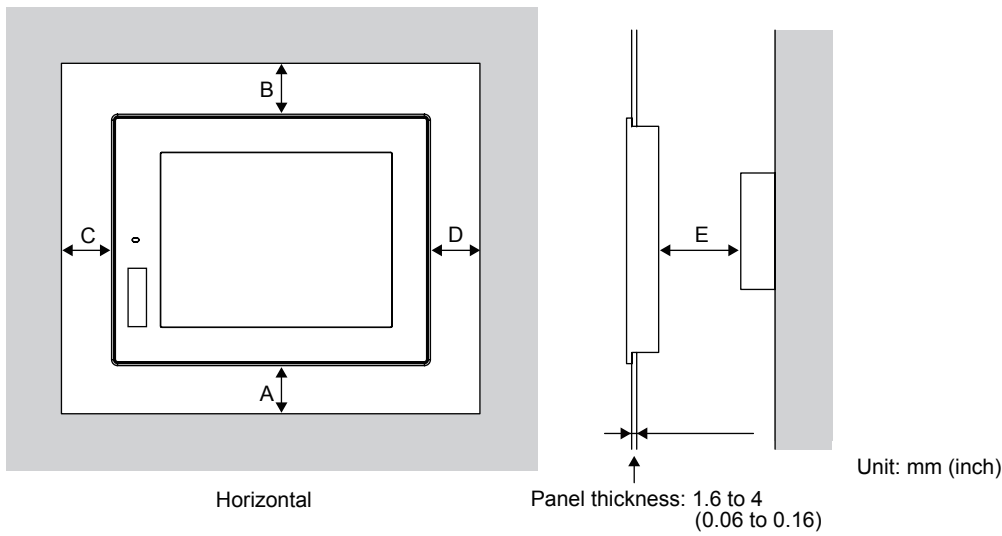 B
C
D
A
E
Unit: mm (inch)
Horizontal
Panel thickness: 1.6 to 4
(0.06 to 0.16)